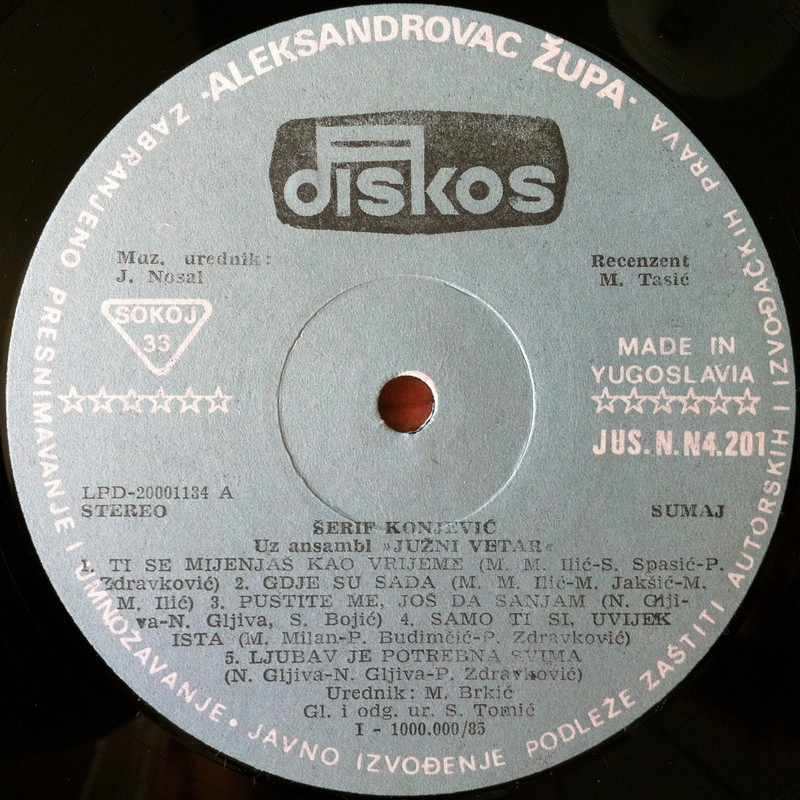 ·ALEKSANDROVAC ŽUPA·
ZABRANJENO PRESNIMAVANJE I UMNOŽAVANJE • JAVNO IZVOĐENJE PODLEŽE ZAŠTITI AUTORSKIH I IZVOĐAČKIH PRAVA
diskos
Muz. urednik:
J. Nosal
Recenzent
M. Tasić
SOKOJ
33
MADE IN
YUGOSLAVIA
☆☆☆☆☆☆
☆☆☆☆☆☆
JUS. N. N4.201
LPD-20001134 A
STEREO
SUMAJ
ŠERIF KONJEVIĆ
Uz ansambl »JUŽNI VETAR«
1. TI SE MIJENJAŠ KAO VRIJEME (M. M. Ilić-S. Spasić-P.
Zdravković) 2. GDJE SU SADA (M. M. Ilić-M. Jakšić-M.
M. Ilić) 3. PUSTITE ME, JOŠ DA SANJAM (N. Glji-
va-N. Gljiva, S. Bojić) 4. SAMO TI SI, UVIJEK
ISTA (M. Milan-P. Budimčić-P. Zdravković)
5. LJUBAV JE POTREBNA SVIMA
(N. Gljiva-N. Gljiva-P. Zdravković)
Urednik: M. Brkić
Gl. i odg. ur. S. Tomić
I - 1000.000/85